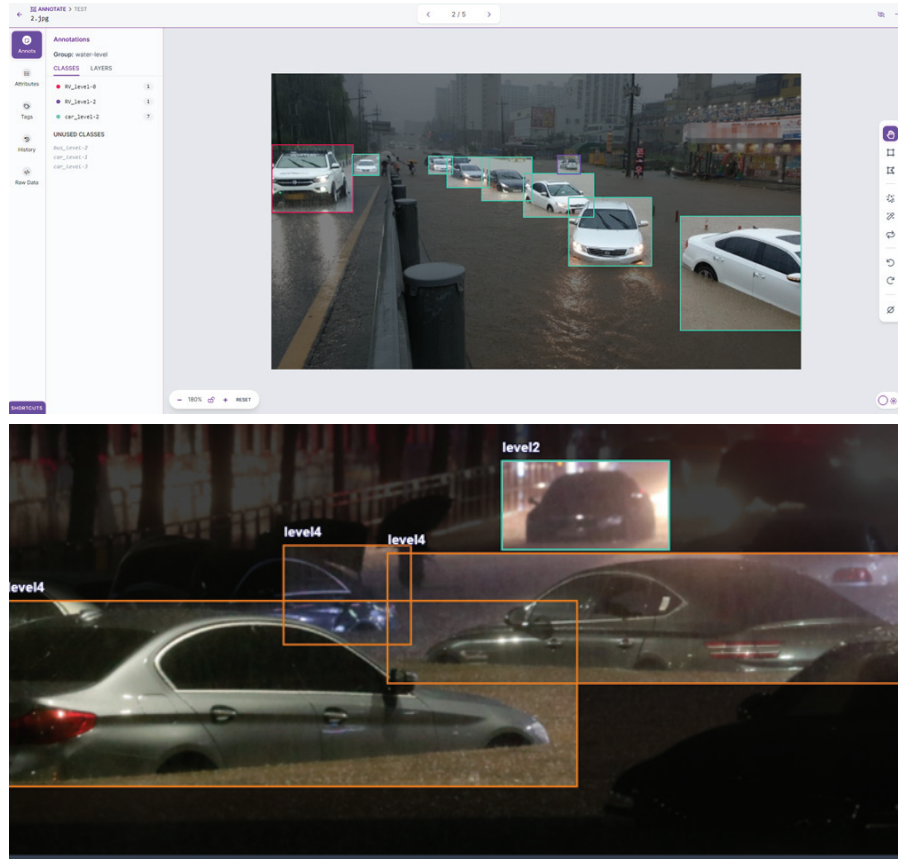 ANNOTATE > TEST
2.jpg
2 / 5
Annots
Attributes
Tags
History
Raw Data
SHORTCUTS
Annotations
Group: water-level
CLASSES LAYERS
RV_level-0 1
RV_level-2 1
car_level-2 7
UNUSED CLASSES
bus_level-2
car_level-1
car_level-3
180% RESET
level2
level4
level4
evel4